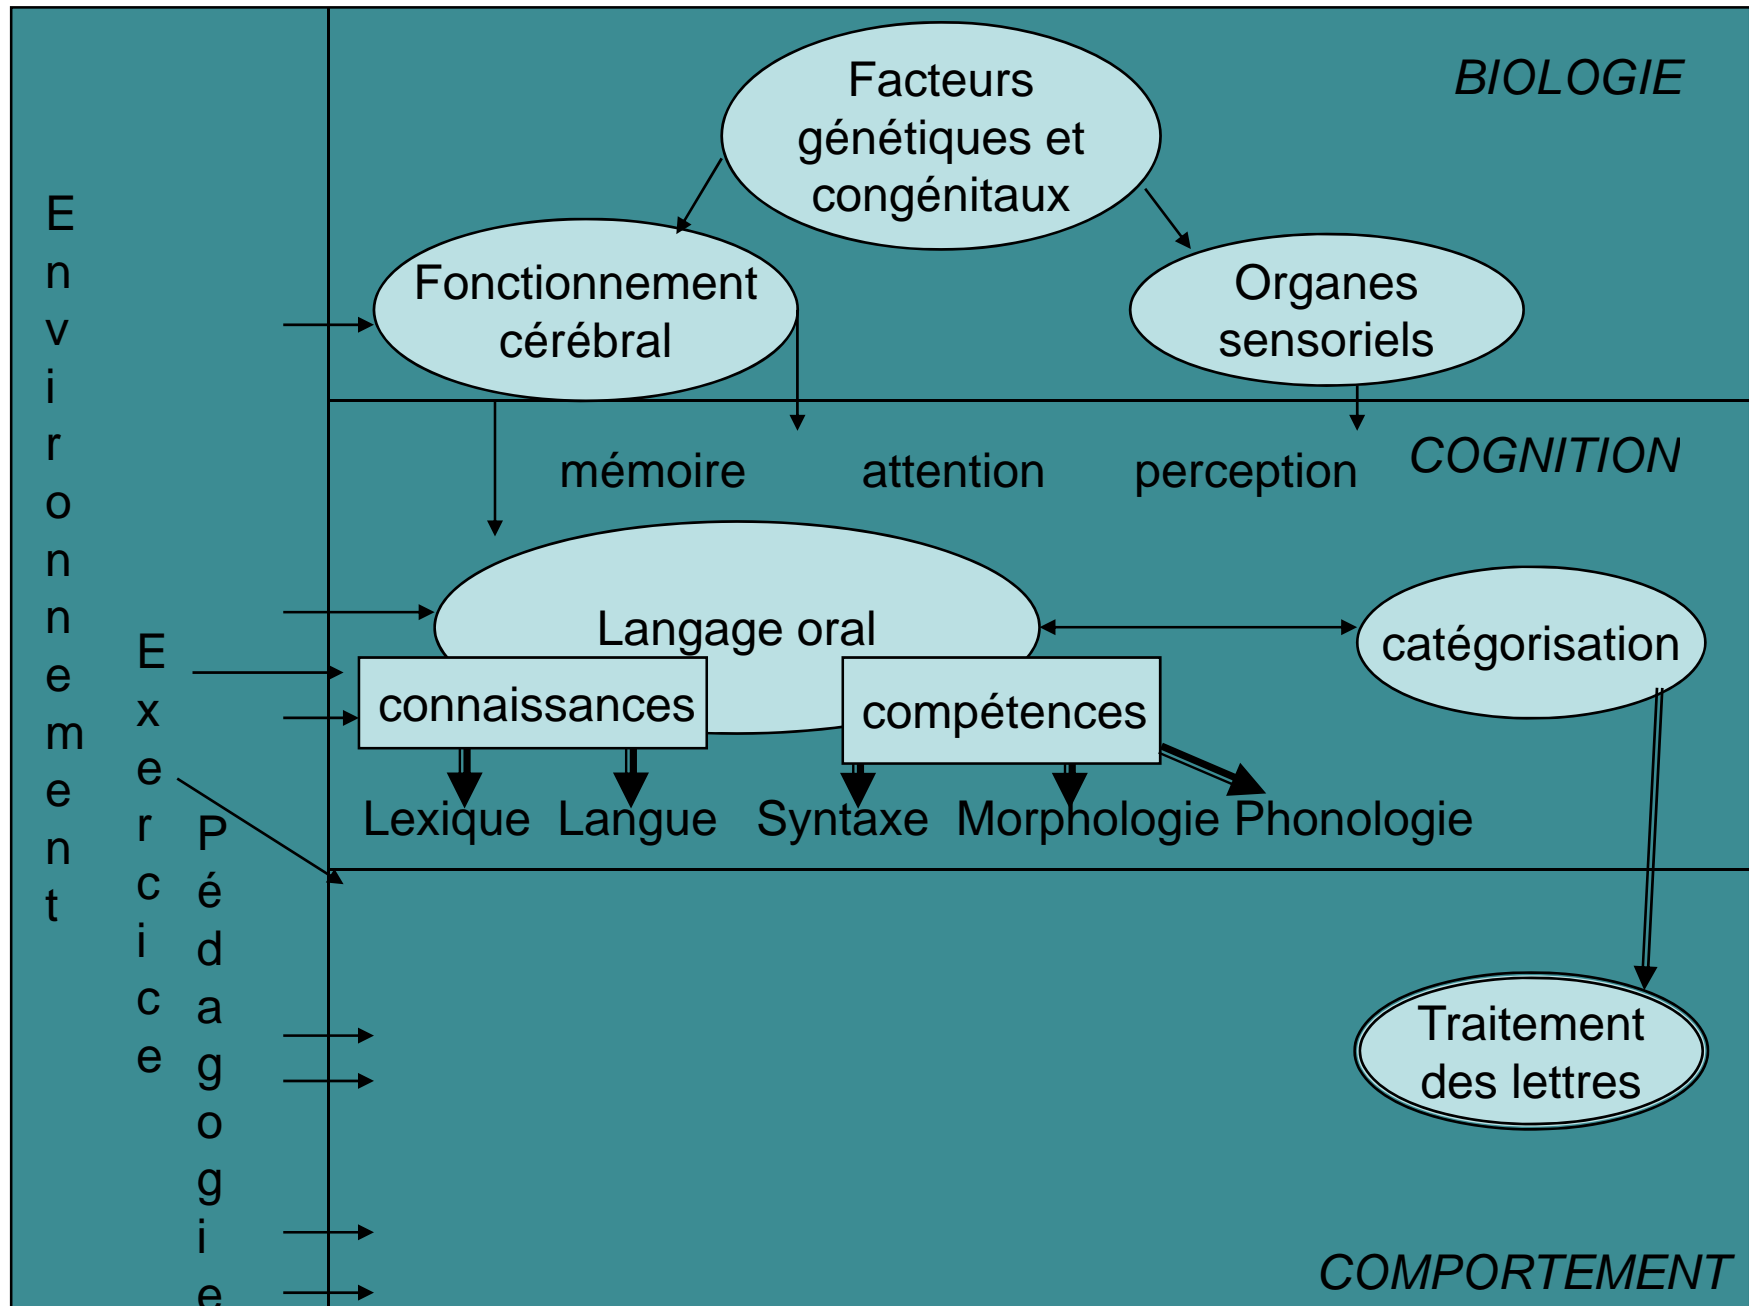 Environnement
Exercice
Pédagogie
BIOLOGIE
Facteurs
génétiques et
congénitaux
Fonctionnement
cérébral
Organes
sensoriels
COGNITION
mémoire attention perception
Langage oral
catégorisation
connaissances
compétences
Lexique Langue Syntaxe Morphologie Phonologie
Traitement
des lettres
COMPORTEMENT